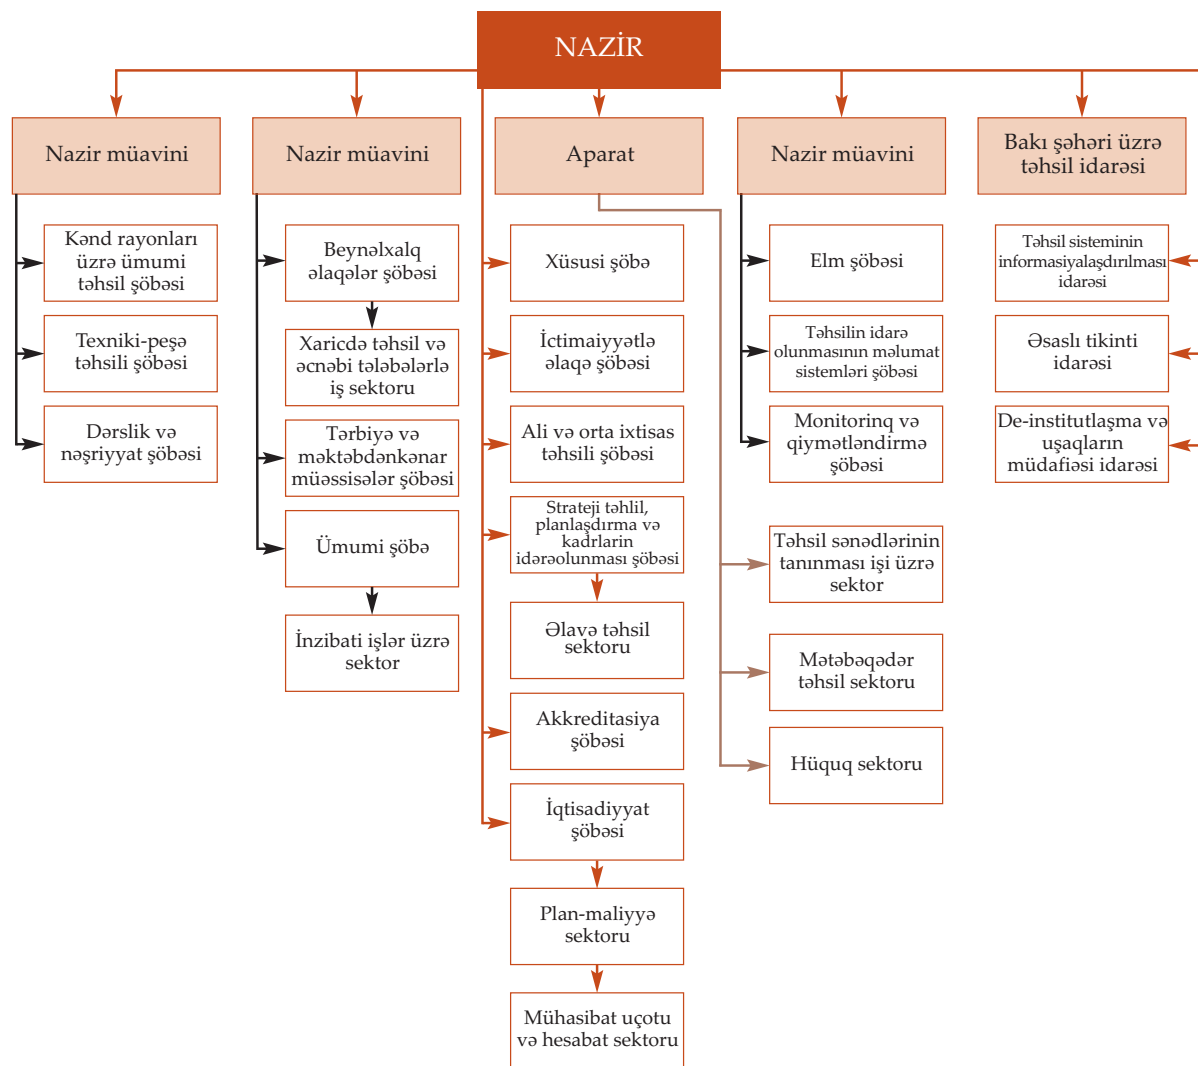 NAZİR
Nazir müavini
Kənd rayonları
üzrə ümumi
təhsil şöbəsi
Texniki-peşə
təhsili şöbəsi
Dərslik və
nəşriyyat şöbəsi
Nazir müavini
Beynəlxalq
əlaqələr şöbəsi
Xaricdə təhsil və
əcnəbi tələbələrlə
iş sektoru
Tərbiyə və
məktəbdənkənar
müəssisələr şöbəsi
Ümumi şöbə
İnzibati işlər üzrə
sektor
Aparat
Xüsusi şöbə
İctimaiyyətlə
əlaqə şöbəsi
Ali və orta ixtisas
təhsili şöbəsi
Strateji təhlil,
planlaşdırma və
kadrlarin
idərəolunması şöbəsi
Əlavə təhsil
sektoru
Akkreditasiya
şöbəsi
İqtisadiyyat
şöbəsi
Plan-maliyyə
sektoru
Mühasibat uçotu
və hesabat sektoru
Nazir müavini
Elm şöbəsi
Təhsilin idarə
olunmasının məlumat
sistemləri şöbəsi
Monitorinq və
qiymətləndirmə
şöbəsi
Təhsil sənədlərinin
tanınması işi üzrə
sektor
Mətəbəqədər
təhsil sektoru
Hüquq sektoru
Bakı şəhəri üzrə
təhsil idarəsi
Təhsil sisteminin
informasiyalaşdırılması
idarəsi
Əsaslı tikinti
idarəsi
De-institutlaşma və
uşaqların
müdafiəsi idarəsi